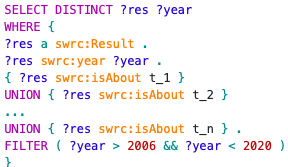 SELECT DISTINCT ?res ?year
WHERE {
?res a swrc:Result .
?res swrc:year ?year .
{ ?res swrc:isAbout t_1 }
UNION { ?res swrc:isAbout t_2 }
...
UNION { ?res swrc:isAbout t_n } .
FILTER ( ?year > 2006 && ?year < 2020 )
}